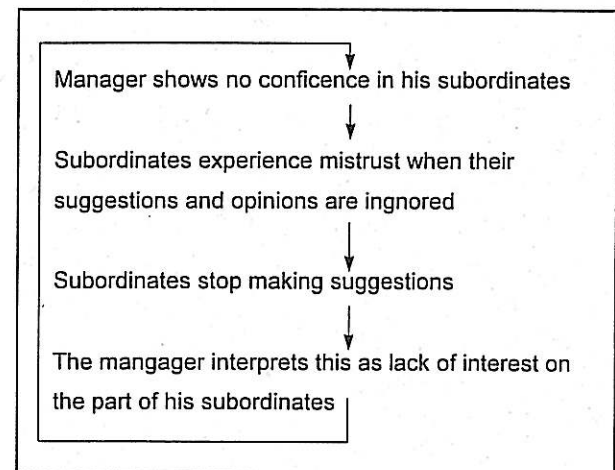 Manager shows no conficence in his subordinates
Subordinates experience mistrust when their
suggestions and opinions are ingnored
Subordinates stop making suggestions
The mangager interprets this as lack of interest on
the part of his subordinates